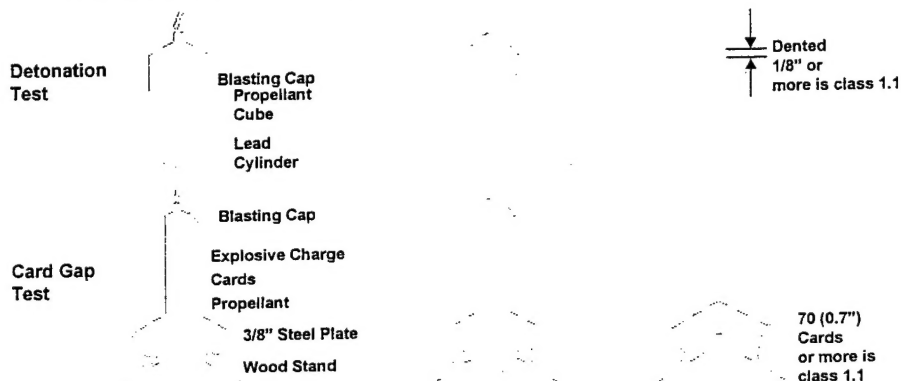 Detonation
Test
Blasting Cap
Propellant
Cube
Lead
Cylinder
Dented
1/8" or
more is class 1.1
Card Gap
Test
Blasting Cap
Explosive Charge
Cards
Propellant
3/8" Steel Plate
Wood Stand
70 (0.7")
Cards
or more is
class 1.1